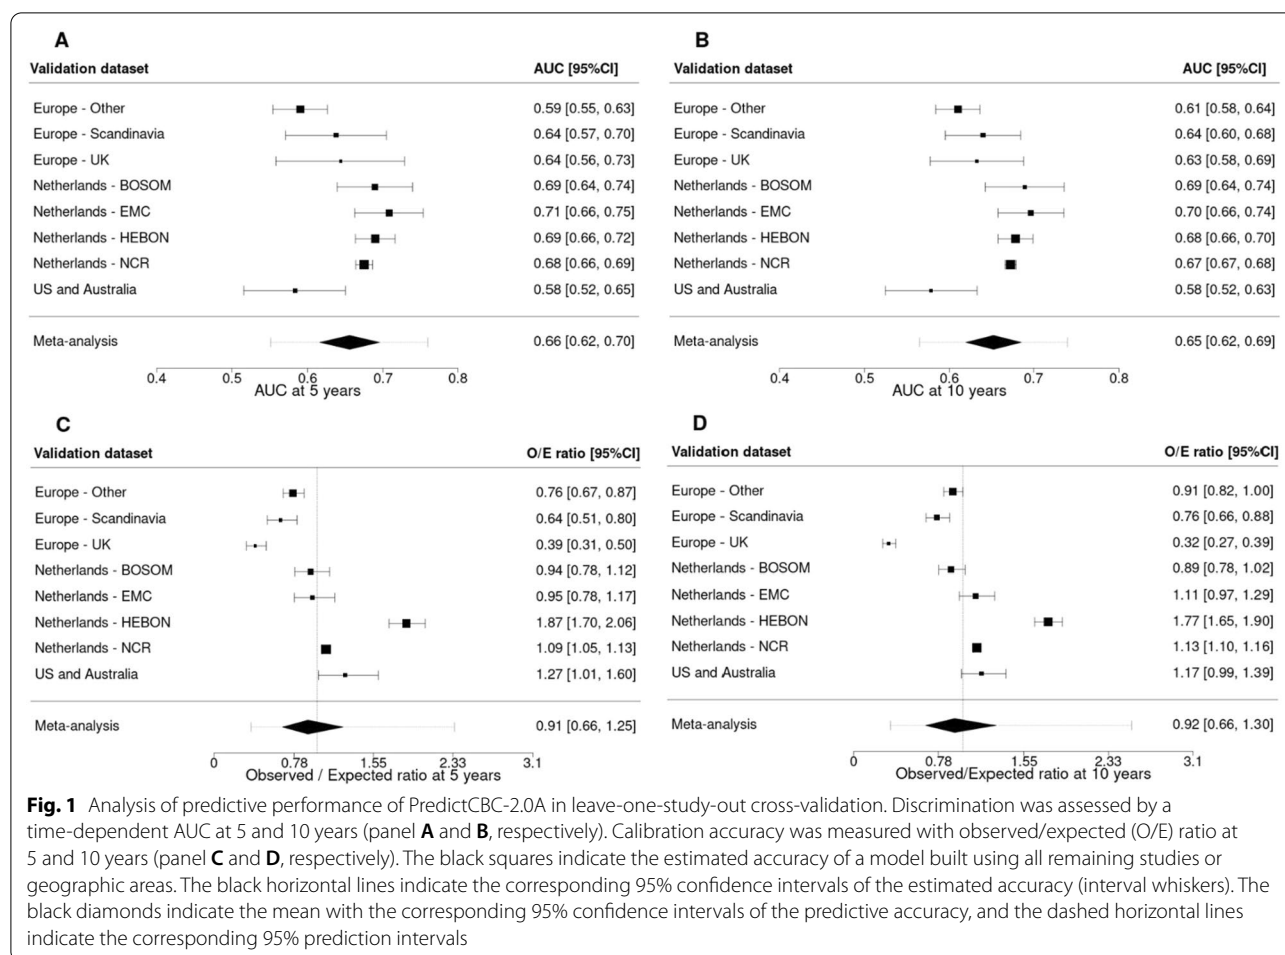 A
Validation dataset AUC [95%CI]
Europe - Other 0.59 [0.55, 0.63]
Europe - Scandinavia 0.64 [0.57, 0.70]
Europe - UK 0.64 [0.56, 0.73]
Netherlands - BOSOM 0.69 [0.64, 0.74]
Netherlands - EMC 0.71 [0.66, 0.75]
Netherlands - HEBON 0.69 [0.66, 0.72]
Netherlands - NCR 0.68 [0.66, 0.69]
US and Australia 0.58 [0.52, 0.65]
Meta-analysis 0.66 [0.62, 0.70]
0.4 0.5 0.6 0.7 0.8
AUC at 5 years
B
Validation dataset AUC [95%CI]
Europe - Other 0.61 [0.58, 0.64]
Europe - Scandinavia 0.64 [0.60, 0.68]
Europe - UK 0.63 [0.58, 0.69]
Netherlands - BOSOM 0.69 [0.64, 0.74]
Netherlands - EMC 0.70 [0.66, 0.74]
Netherlands - HEBON 0.68 [0.66, 0.70]
Netherlands - NCR 0.67 [0.67, 0.68]
US and Australia 0.58 [0.52, 0.63]
Meta-analysis 0.65 [0.62, 0.69]
0.4 0.5 0.6 0.7 0.8
AUC at 10 years
C
Validation dataset O/E ratio [95%CI]
Europe - Other 0.76 [0.67, 0.87]
Europe - Scandinavia 0.64 [0.51, 0.80]
Europe - UK 0.39 [0.31, 0.50]
Netherlands - BOSOM 0.94 [0.78, 1.12]
Netherlands - EMC 0.95 [0.78, 1.17]
Netherlands - HEBON 1.87 [1.70, 2.06]
Netherlands - NCR 1.09 [1.05, 1.13]
US and Australia 1.27 [1.01, 1.60]
Meta-analysis 0.91 [0.66, 1.25]
0 0.78 1.55 2.33 3.1
Observed / Expected ratio at 5 years
D
Validation dataset O/E ratio [95%CI]
Europe - Other 0.91 [0.82, 1.00]
Europe - Scandinavia 0.76 [0.66, 0.88]
Europe - UK 0.32 [0.27, 0.39]
Netherlands - BOSOM 0.89 [0.78, 1.02]
Netherlands - EMC 1.11 [0.97, 1.29]
Netherlands - HEBON 1.77 [1.65, 1.90]
Netherlands - NCR 1.13 [1.10, 1.16]
US and Australia 1.17 [0.99, 1.39]
Meta-analysis 0.92 [0.66, 1.30]
0 0.78 1.55 2.33 3.1
Observed/Expected ratio at 10 years
Fig. 1 Analysis of predictive performance of PredictCBC-2.0A in leave-one-study-out cross-validation. Discrimination was assessed by a
time-dependent AUC at 5 and 10 years (panel A and B, respectively). Calibration accuracy was measured with observed/expected (O/E) ratio at
5 and 10 years (panel C and D, respectively). The black squares indicate the estimated accuracy of a model built using all remaining studies or
geographic areas. The black horizontal lines indicate the corresponding 95% confidence intervals of the estimated accuracy (interval whiskers). The
black diamonds indicate the mean with the corresponding 95% confidence intervals of the predictive accuracy, and the dashed horizontal lines
indicate the corresponding 95% prediction intervals